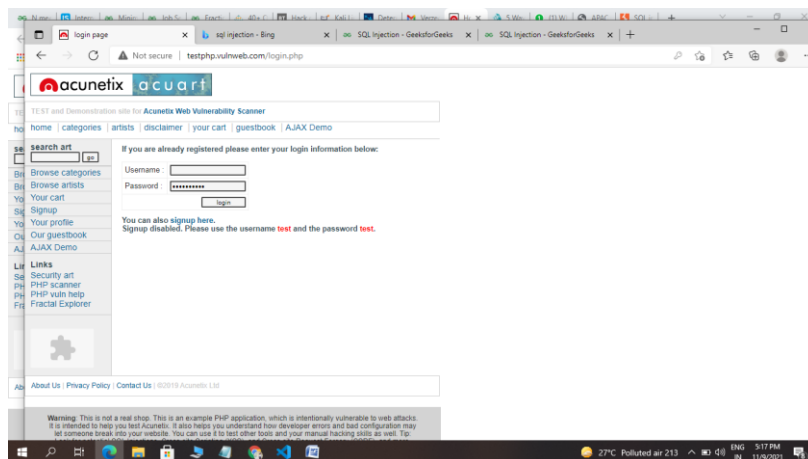 login page
sql injection - Bing
SQL Injection - GeeksforGeeks
SQL Injection - GeeksforGeeks
Not secure | testphp.vulnweb.com/login.php
acunetix acuart
TEST and Demonstration site for Acunetix Web Vulnerability Scanner
home | categories | artists | disclaimer | your cart | guestbook | AJAX Demo
search art
go
Browse categories
Browse artists
Your cart
Signup
Your profile
Our guestbook
AJAX Demo
Links
Security art
PHP scanner
PHP vuln help
Fractal Explorer
If you are already registered please enter your login information below:
Username :
Password :
login
You can also signup here.
Signup disabled. Please use the username test and the password test.
About Us | Privacy Policy | Contact Us | ©2019 Acunetix Ltd
Warning: This is not a real shop. This is an example PHP application, which is intentionally vulnerable to web attacks.
It is intended to help you test Acunetix. It also helps you understand how developer errors and bad configuration may
let someone break into your website. You can use it to test other tools and your manual hacking skills as well. Tip:
27°C Polluted air 213
ENG
IN
5:17 PM
11/9/2021